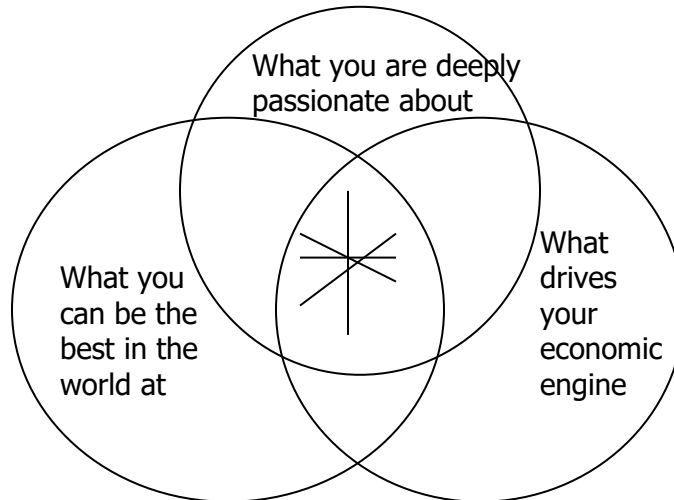 What you are deeply
passionate about
What you
can be the
best in the
world at
What
drives
your
economic
engine